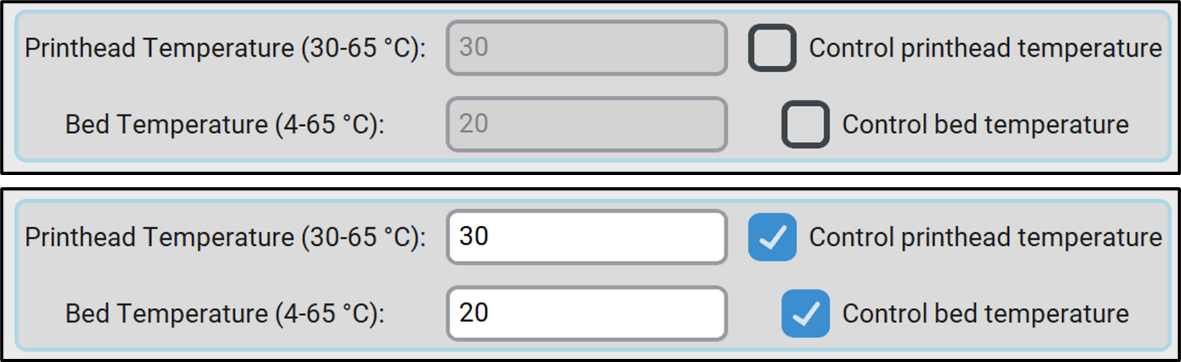 Printhead Temperature (30-65 °C): 30 Control printhead temperature
Bed Temperature (4-65 °C): 20 Control bed temperature
Printhead Temperature (30-65 °C): 30 Control printhead temperature
Bed Temperature (4-65 °C): 20 Control bed temperature